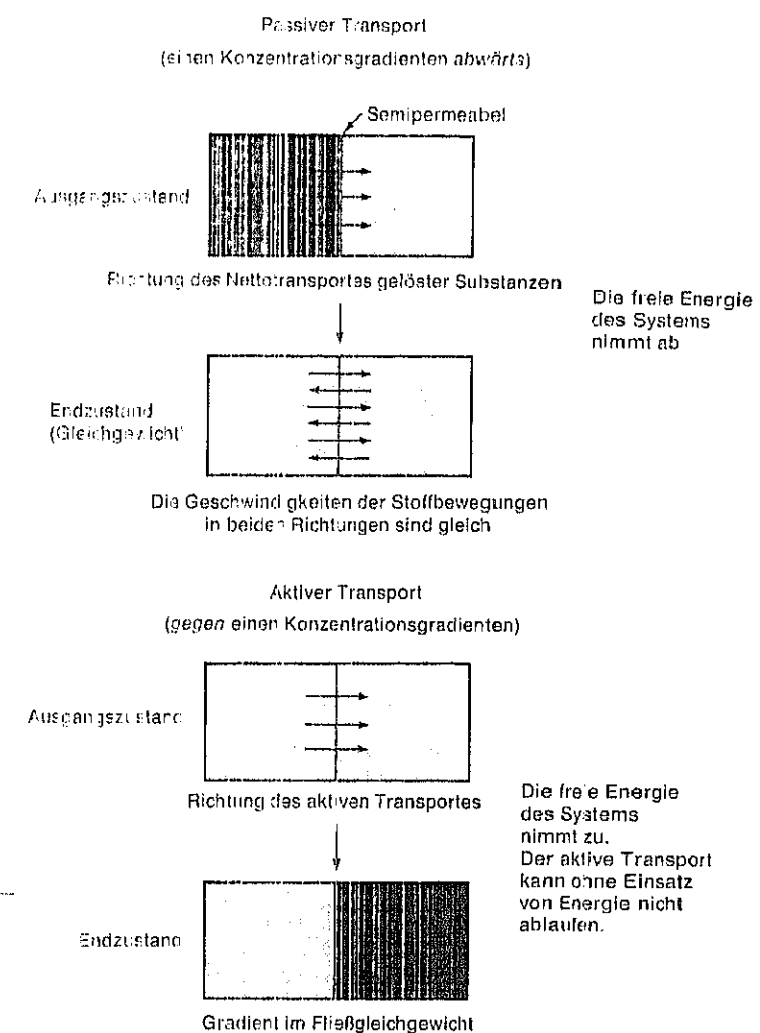 Passiver Transport
(einen Konzentrationsgradienten abwärts)
Semipermeabel
Ausgangszustand
Richtung des Nettotransportes gelöster Substanzen
Die freie Energie
des Systems
nimmt ab
Endzustand
(Gleichgewicht)
Die Geschwindigkeiten der Stoffbewegungen
in beiden Richtungen sind gleich
Aktiver Transport
(gegen einen Konzentrationsgradienten)
Ausgangszustand
Richtung des aktiven Transportes
Die freie Energie
des Systems
nimmt zu.
Der aktive Transport
kann ohne Einsatz
von Energie nicht
ablaufen.
Endzustand
Gradient im Fließgleichgewicht